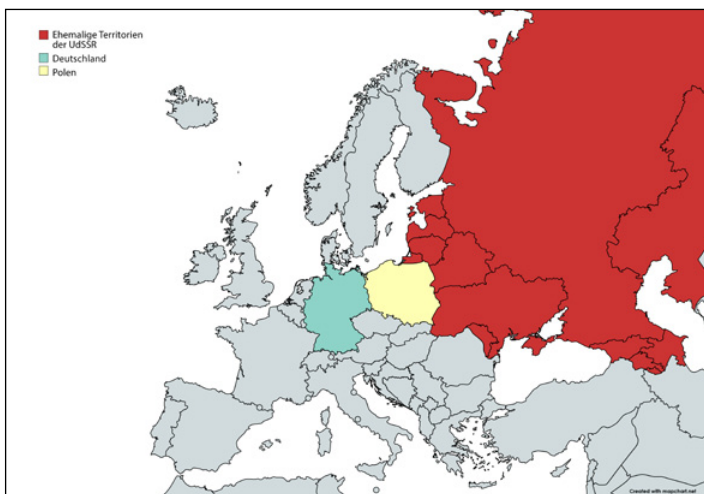 Ehemalige Territorien
der UdSSR
Deutschland
Polen
Created with mapchart.net